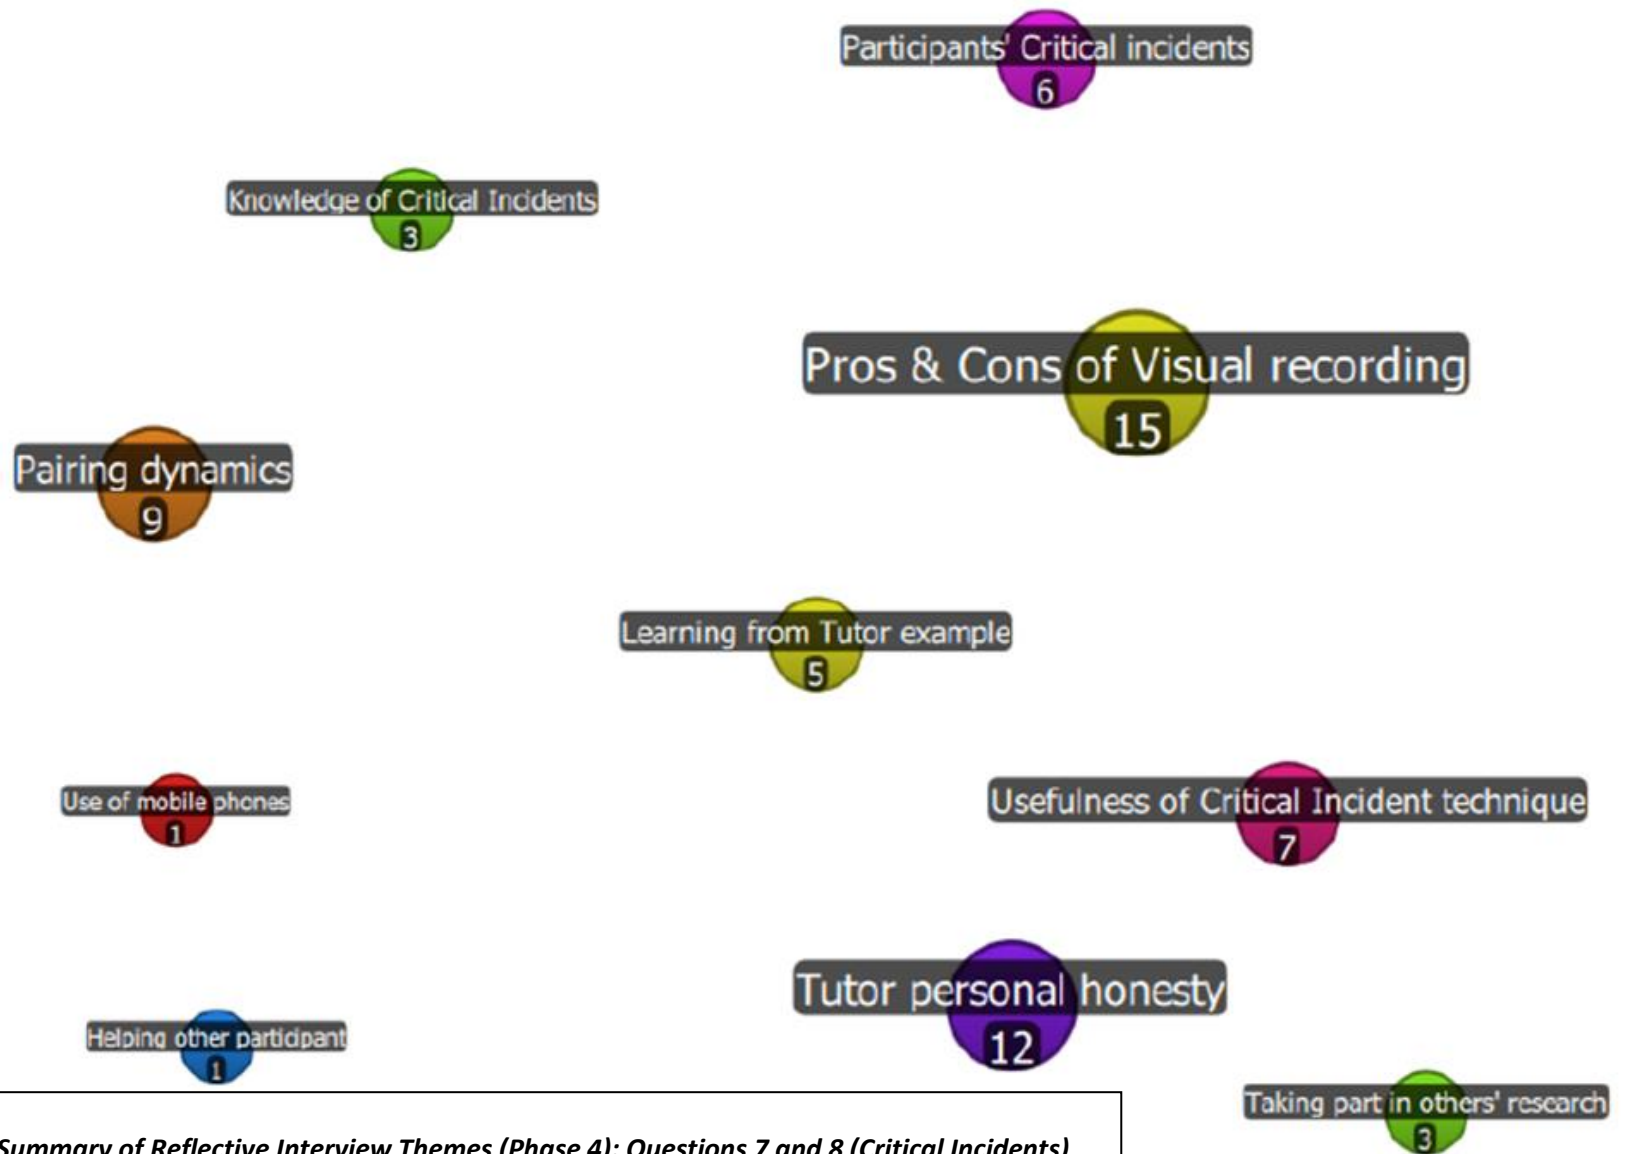 Participants' Critical incidents
6
Knowledge of Critical Incidents
3
Pros & Cons of Visual recording
15
Pairing dynamics
9
Learning from Tutor example
5
Use of mobile phones
1
Usefulness of Critical Incident technique
7
Tutor personal honesty
12
Helping other participant
1
Taking part in others' research
3
Summary of Reflective Interview Themes (Phase 4): Questions 7 and 8 (Critical Incidents)